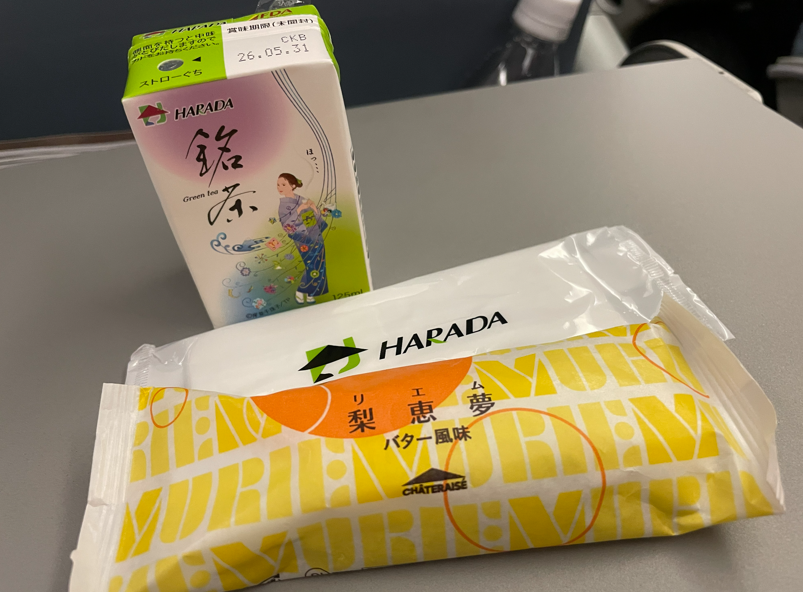 HARADA
賞味期限(未開封)
CKB
26.05.31
ストローぐち
HARADA
銘
茶
Green tea
ほっ…
125ml
HARADA
リ エ ム
梨 恵 夢
バター風味
CHÂTERAISÉ